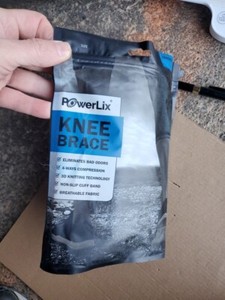 PowerLix
KNEE
BRACE
ELIMINATES BAD ODORS
4-WAYS COMPRESSION
3D KNITTING TECHNOLOGY
NON-SLIP CUFF BAND
BREATHABLE FABRIC